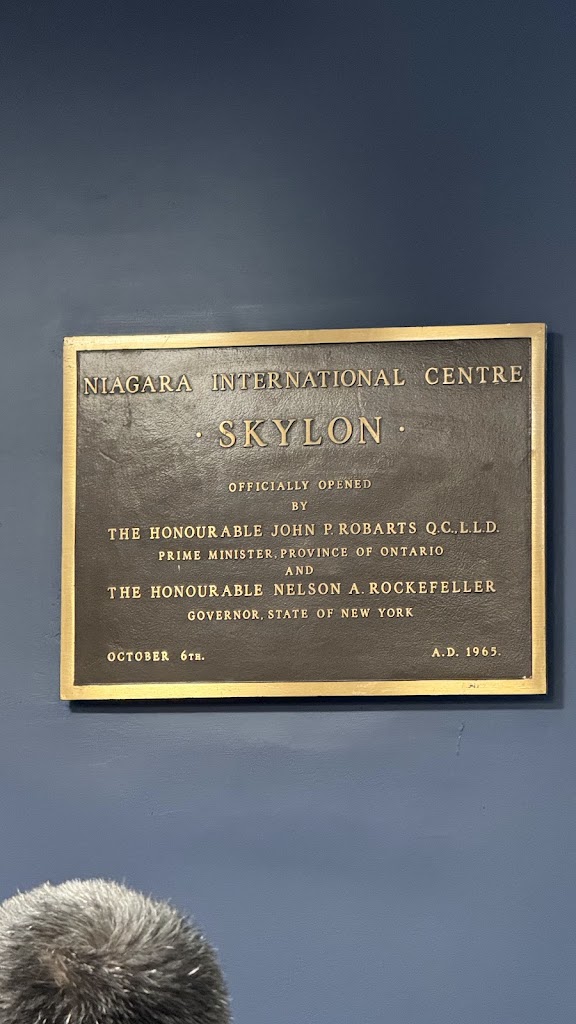 NIAGARA INTERNATIONAL CENTRE
· SKYLON ·
OFFICIALLY OPENED
BY
THE HONOURABLE JOHN P. ROBARTS Q.C., L.L.D.
PRIME MINISTER, PROVINCE OF ONTARIO
AND
THE HONOURABLE NELSON A. ROCKEFELLER
GOVERNOR, STATE OF NEW YORK
OCTOBER 6TH. A.D. 1965.